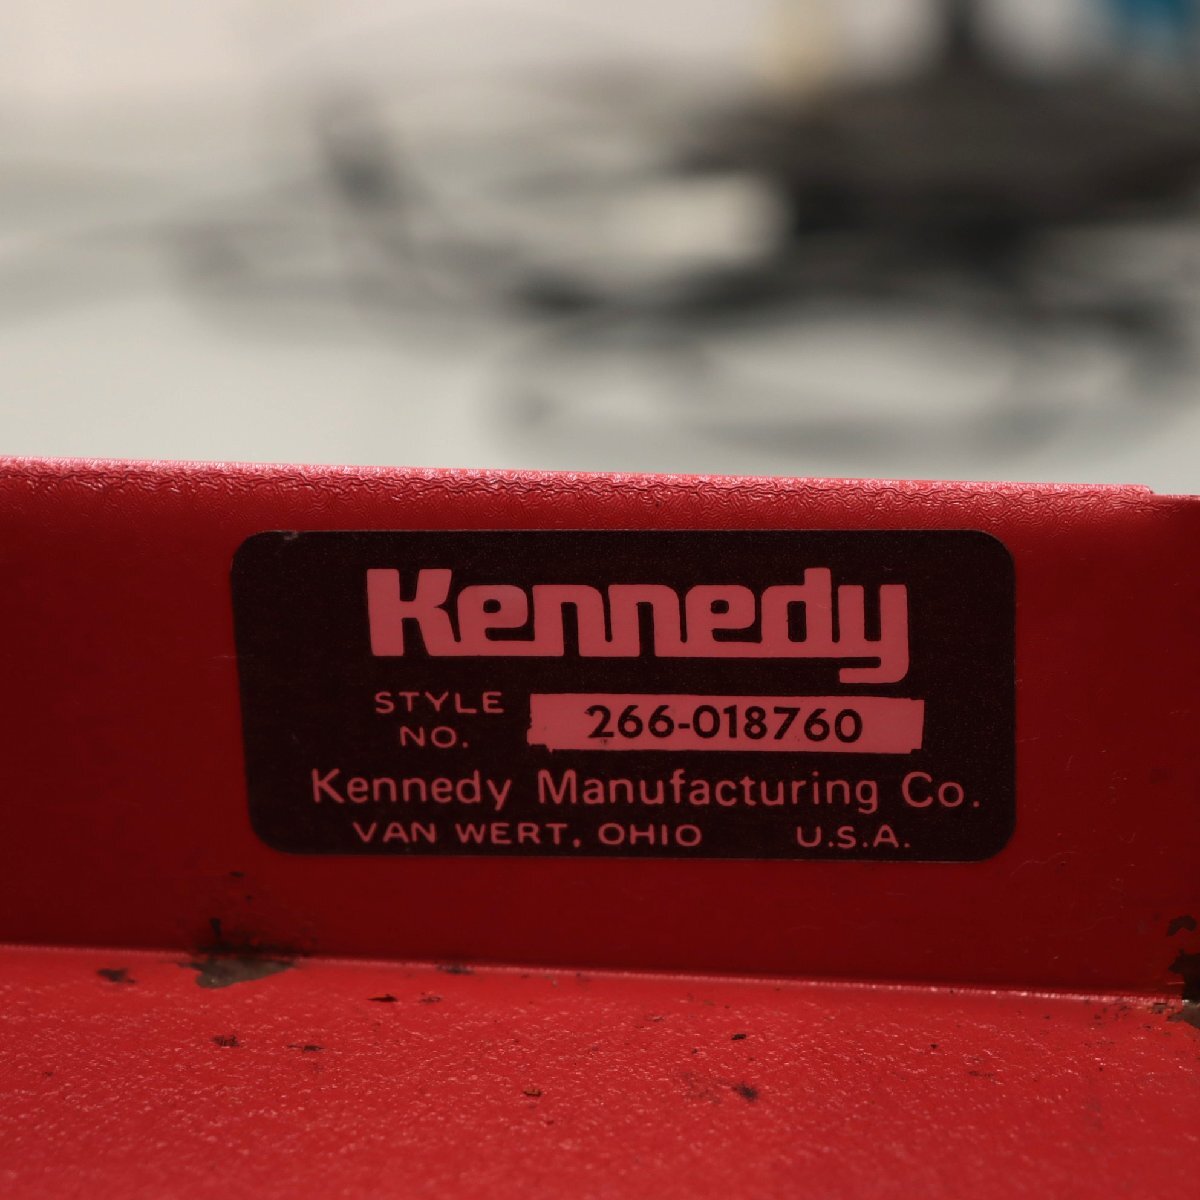 Kennedy
STYLE NO. 266-018760
Kennedy Manufacturing Co.
VAN WERT, OHIO U.S.A.